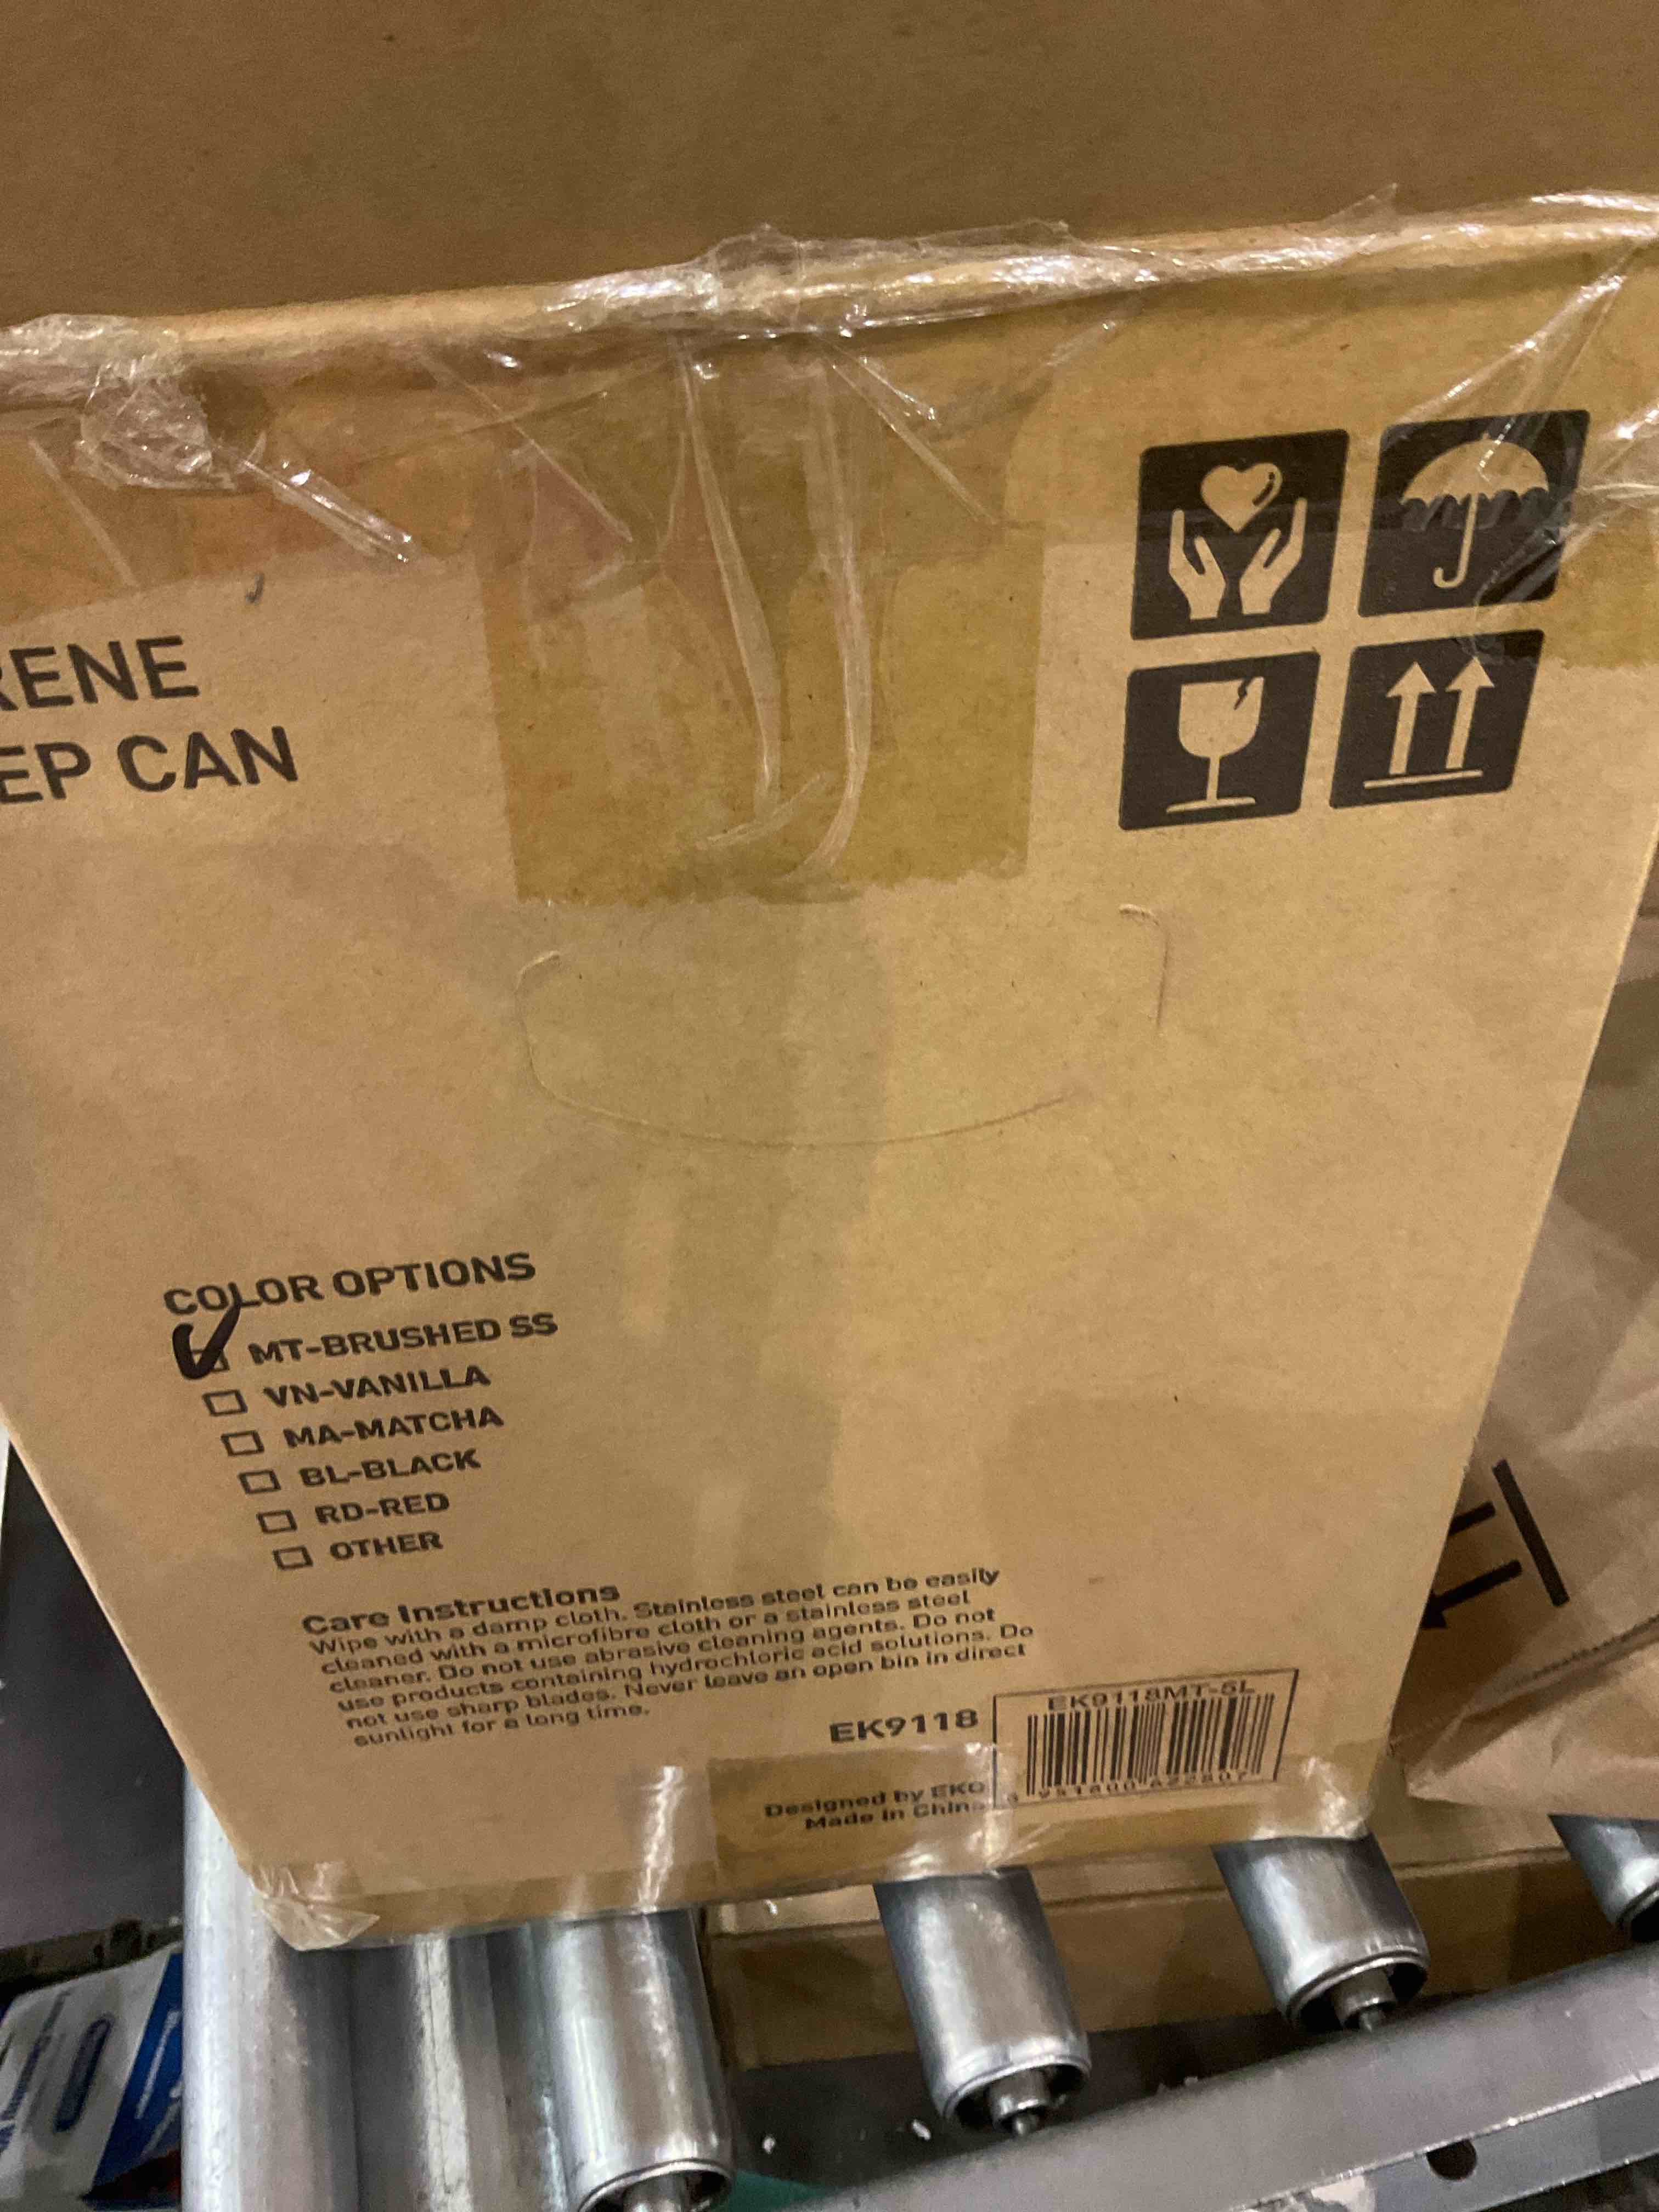 RENE
EP CAN
COLOR OPTIONS
MT-BRUSHED SS
VN-VANILLA
MA-MATCHA
BL-BLACK
RD-RED
OTHER
Care Instructions
Wipe with a damp cloth. Stainless steel can be easily
cleaned with a microfibre cloth or a stainless steel
cleaner. Do not use abrasive cleaning agents. Do not
use products containing hydrochloric acid solutions. Do
not use sharp blades. Never leave an open bin in direct
sunlight for a long time.
EK9118
EK9118MT-5L
Designed by EKO
Made in China